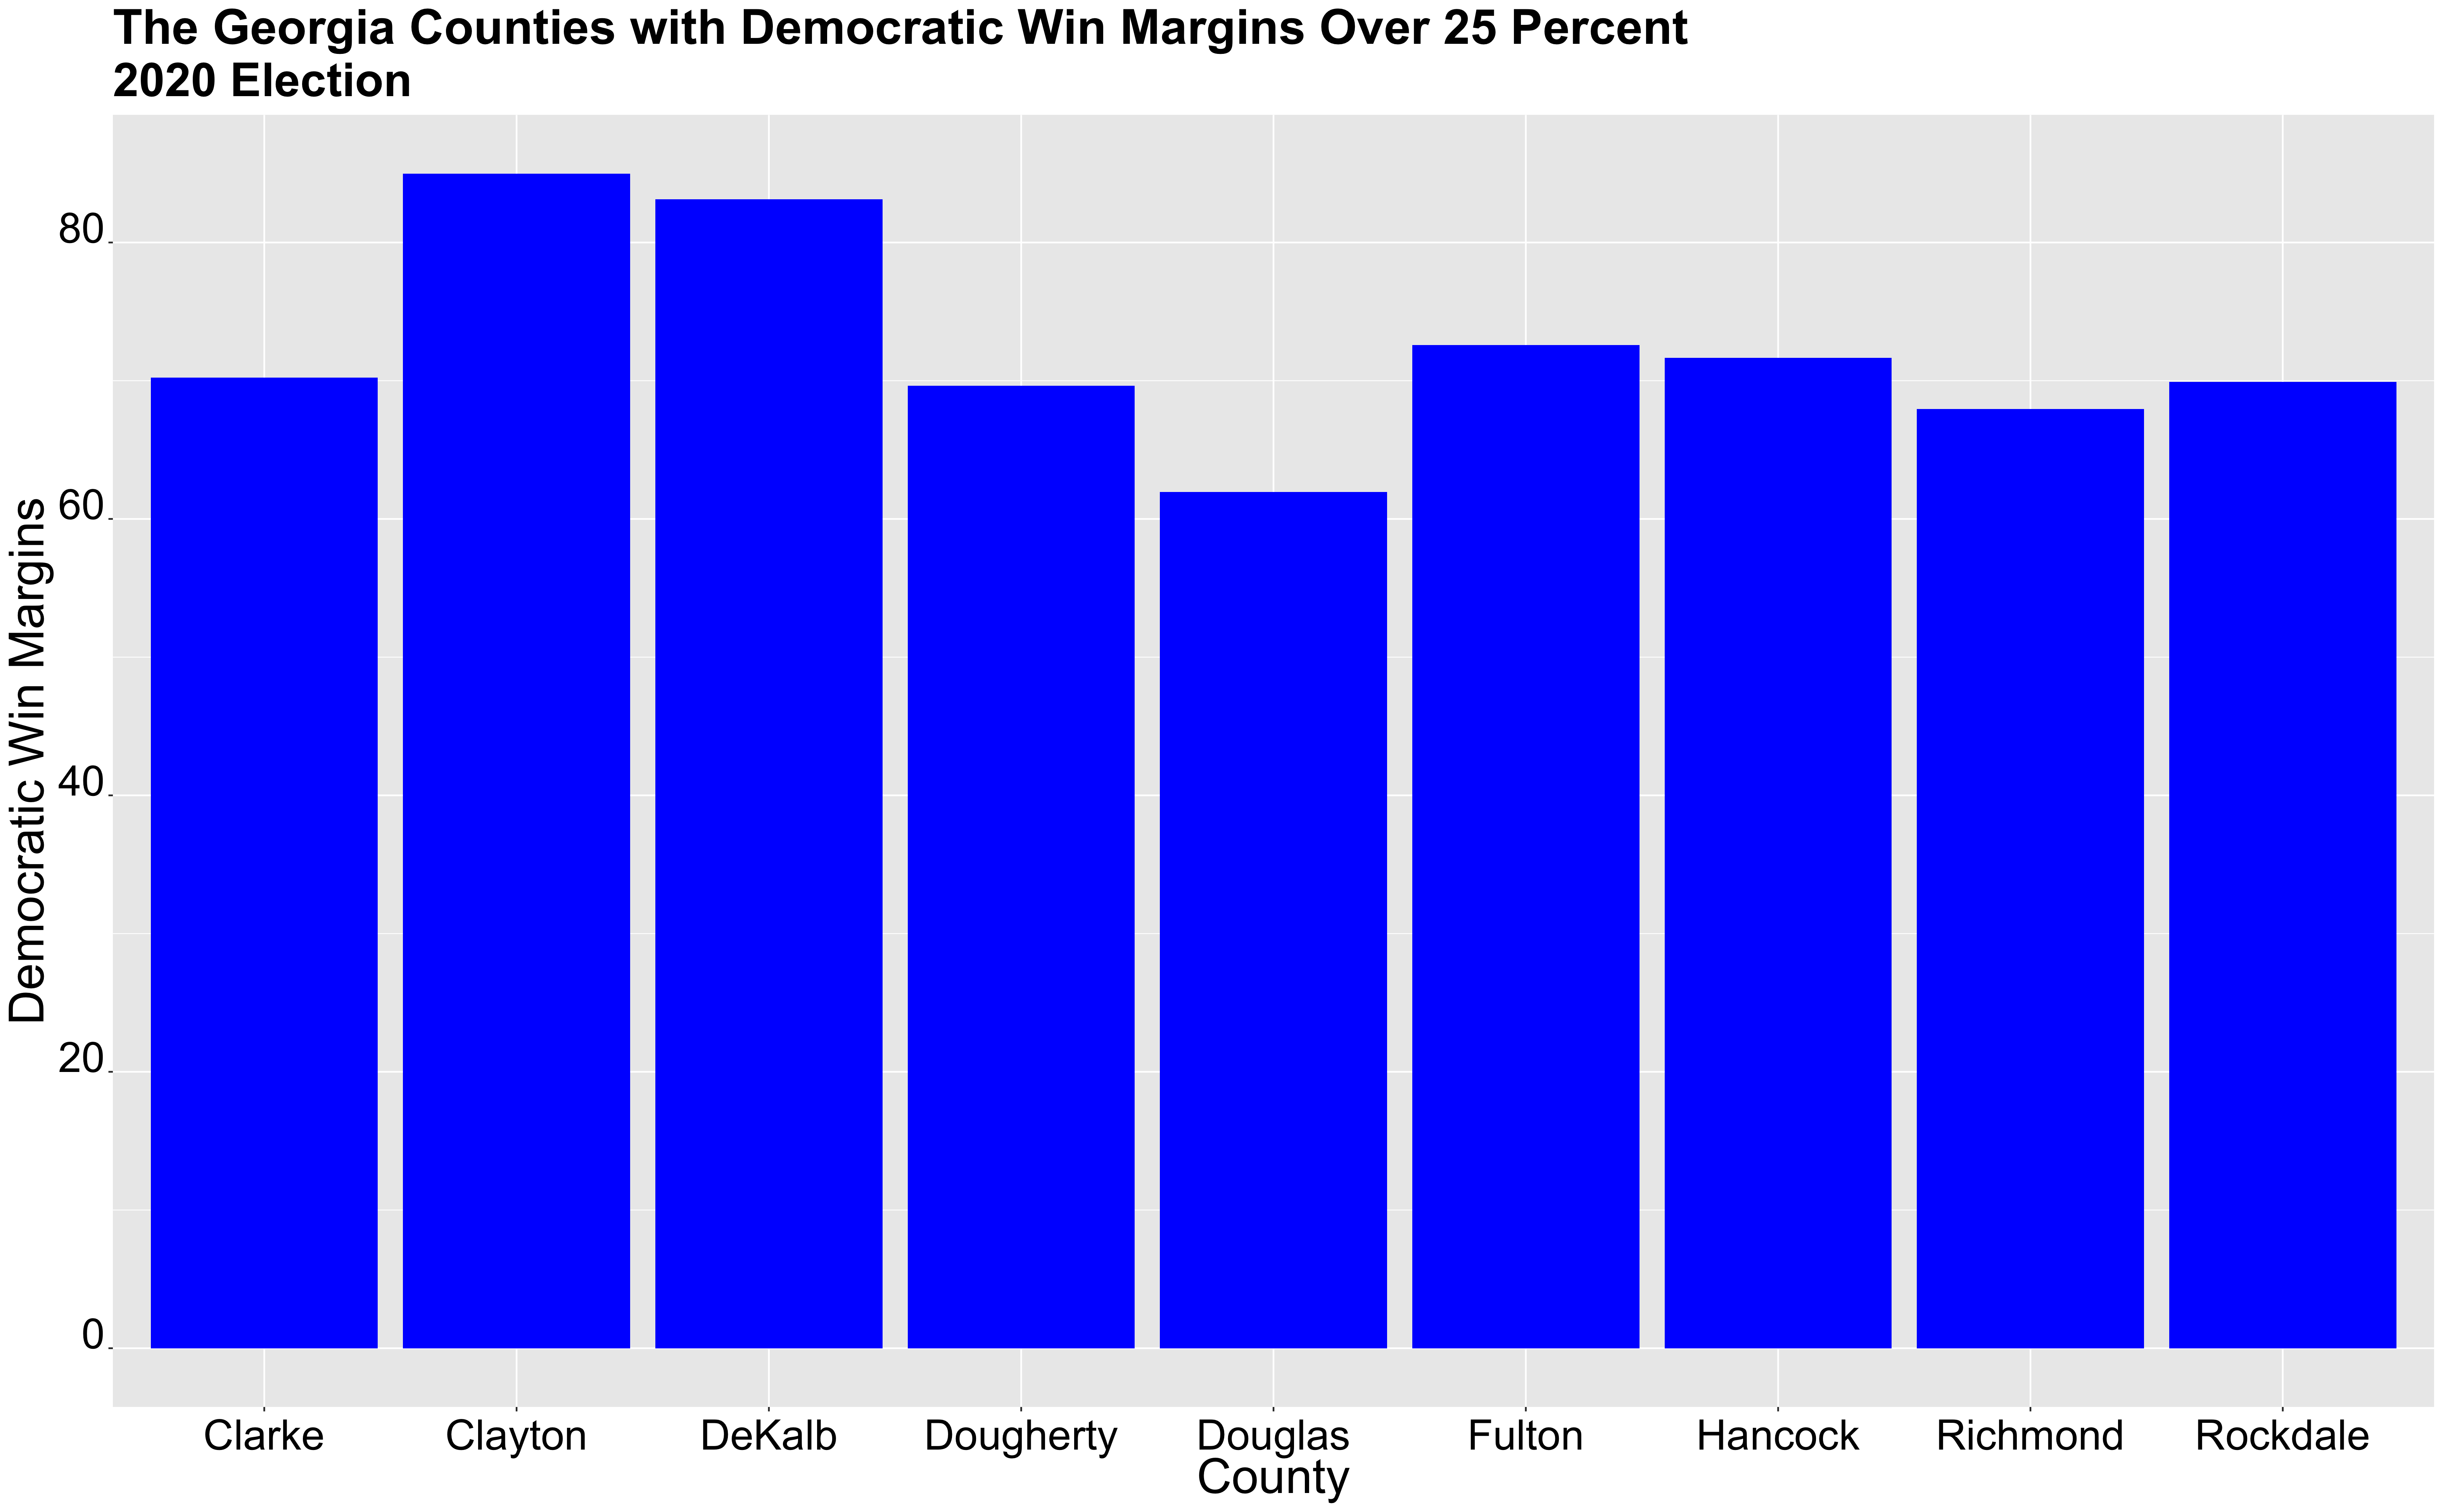 The Georgia Counties with Democratic Win Margins Over 25 Percent
2020 Election
Democratic Win Margins
80
60
40
20
0
Clarke Clayton DeKalb Dougherty Douglas Fulton Hancock Richmond Rockdale
County